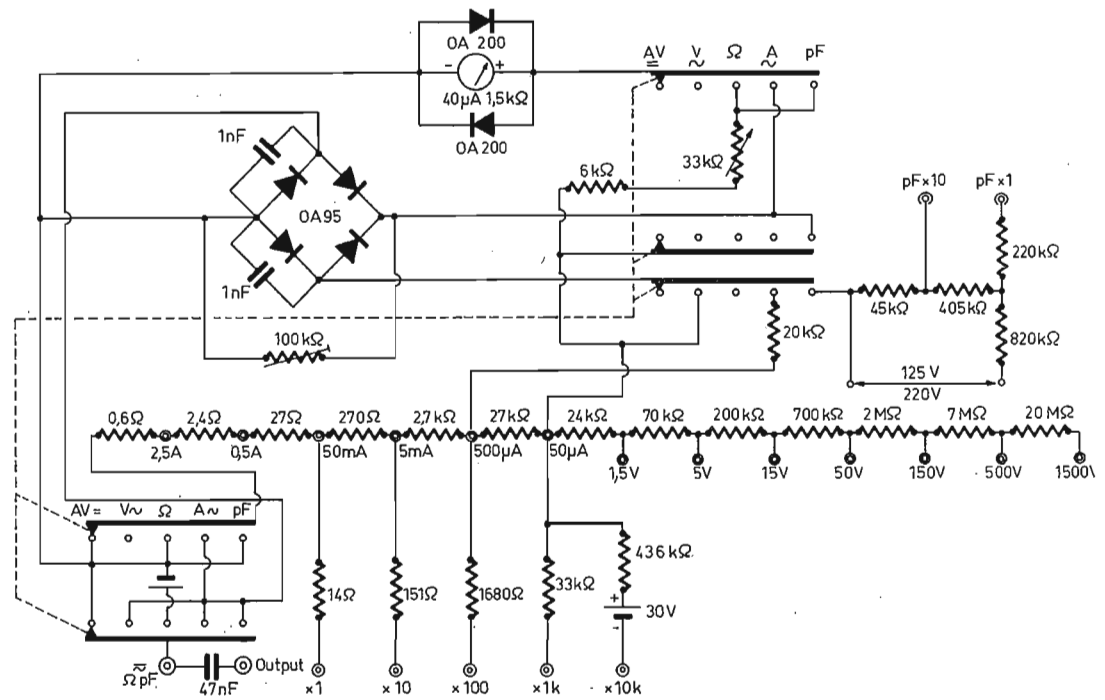 OA 200
- +
40μA 1,5kΩ
OA 200
AV = V ~ Ω A ~ pF
1nF
33kΩ
6kΩ
pF×10 pF×1
OA95
220kΩ
1nF
45kΩ 405kΩ
20kΩ
820kΩ
100kΩ
125 V
220V
0,6Ω 2,4Ω 27Ω 270Ω 2,7kΩ 27kΩ 24kΩ 70kΩ 200kΩ 700kΩ 2MΩ 7MΩ 20MΩ
2,5A 0,5A 50mA 5mA 500μA 50μA 1,5V 5V 15V 50V 150V 500V 1500V
AV= V~ Ω A~ pF
436kΩ
14Ω 151Ω 1680Ω 33kΩ
+
30V
-
≂
Ω pF
47nF
Output
×1 ×10 ×100 ×1k ×10k